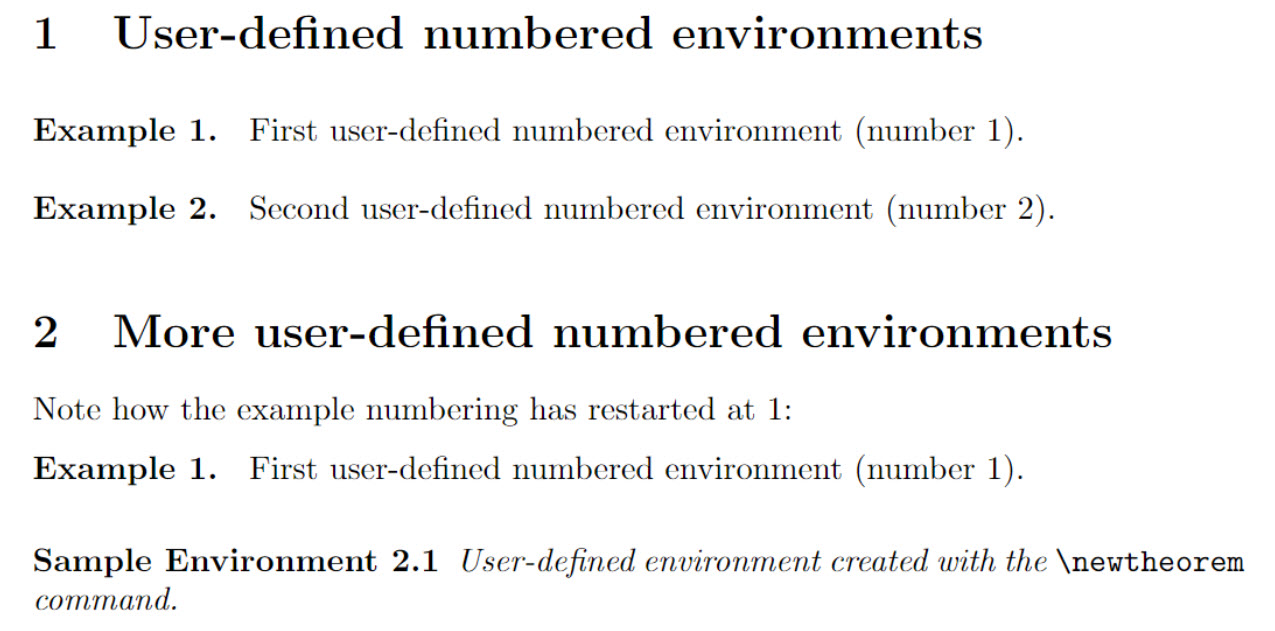 1 User-defined numbered environments
Example 1. First user-defined numbered environment (number 1).
Example 2. Second user-defined numbered environment (number 2).
2 More user-defined numbered environments
Note how the example numbering has restarted at 1:
Example 1. First user-defined numbered environment (number 1).
Sample Environment 2.1 User-defined environment created with the \newtheorem
command.